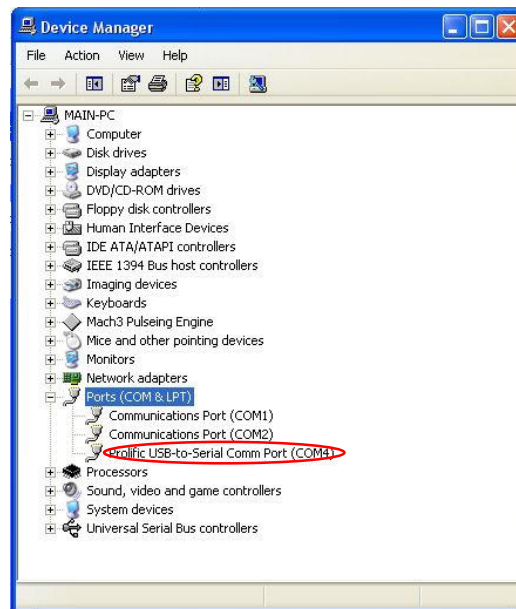 Device Manager
File Action View Help
MAIN-PC
Computer
Disk drives
Display adapters
DVD/CD-ROM drives
Floppy disk controllers
Human Interface Devices
IDE ATA/ATAPI controllers
IEEE 1394 Bus host controllers
Imaging devices
Keyboards
Mach3 Pulseing Engine
Mice and other pointing devices
Monitors
Network adapters
Ports (COM & LPT)
Communications Port (COM1)
Communications Port (COM2)
Prolific USB-to-Serial Comm Port (COM4)
Processors
Sound, video and game controllers
System devices
Universal Serial Bus controllers